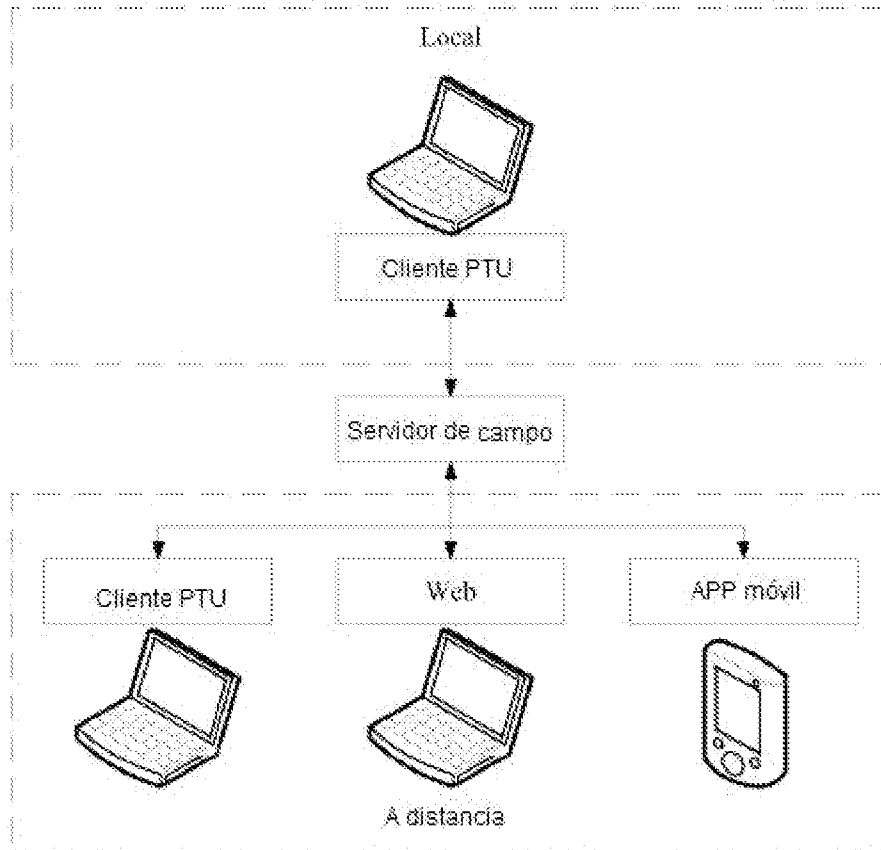 Local
Cliente PTU
Servidor de campo
Cliente PTU
Web
APP móvil
A distancia